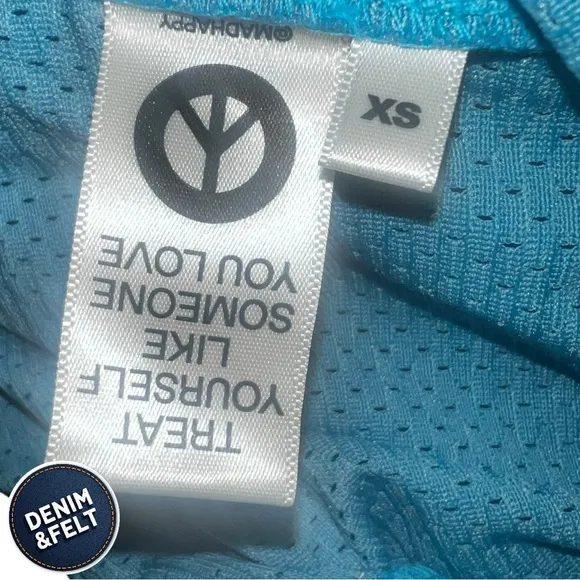 TREAT
YOURSELF
LIKE
SOMEONE
YOU LOVE
@MADHAPPY
XS
DENIM
&FELT